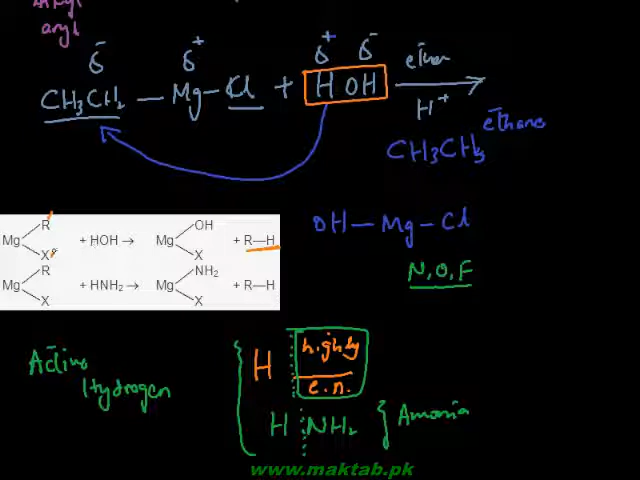 Alkyl
aryl
δ- δ+ δ+ δ-
CH3CH2 — Mg — Cl + H OH ether
H+
CH3CH3 ethane
OH — Mg — Cl
N, O, F
R OH
Mg + HOH → Mg + R—H
X X
R NH2
Mg + HNH2 → Mg + R—H
X X
Active Hydrogen
H highly e.n.
H NH2 } Amonia
www.maktab.pk